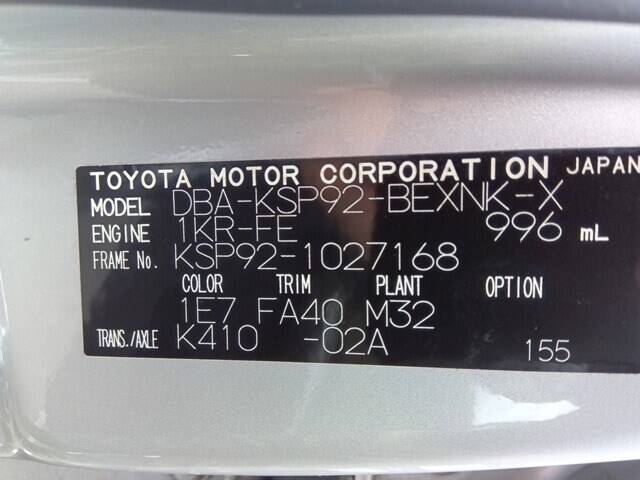 TOYOTA MOTOR CORPORATION JAPAN
MODEL DBA-KSP92-BEXNK-X
ENGINE 1KR-FE 996 mL
FRAME No. KSP92-1027168
COLOR TRIM PLANT OPTION
1E7 FA40 M32
TRANS./AXLE K410 -02A 155